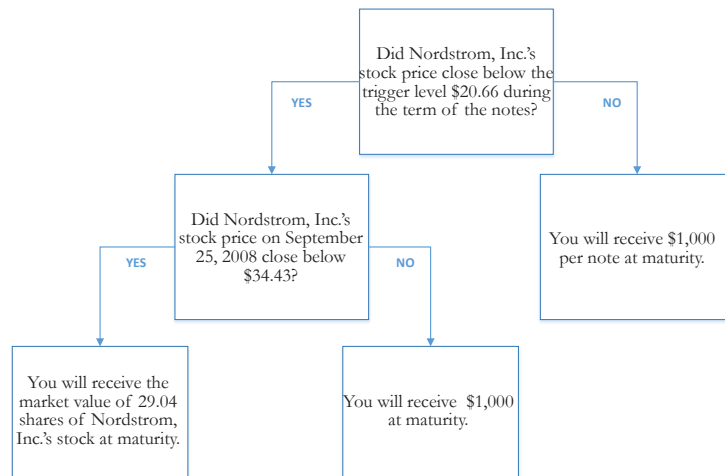 Did Nordstrom, Inc.'s
stock price close below the
trigger level $20.66 during
the term of the notes?
YES
NO
Did Nordstrom, Inc.'s
stock price on September
25, 2008 close below
$34.43?
You will receive $1,000
per note at maturity.
YES
NO
You will receive the
market value of 29.04
shares of Nordstrom,
Inc.'s stock at maturity.
You will receive $1,000
at maturity.